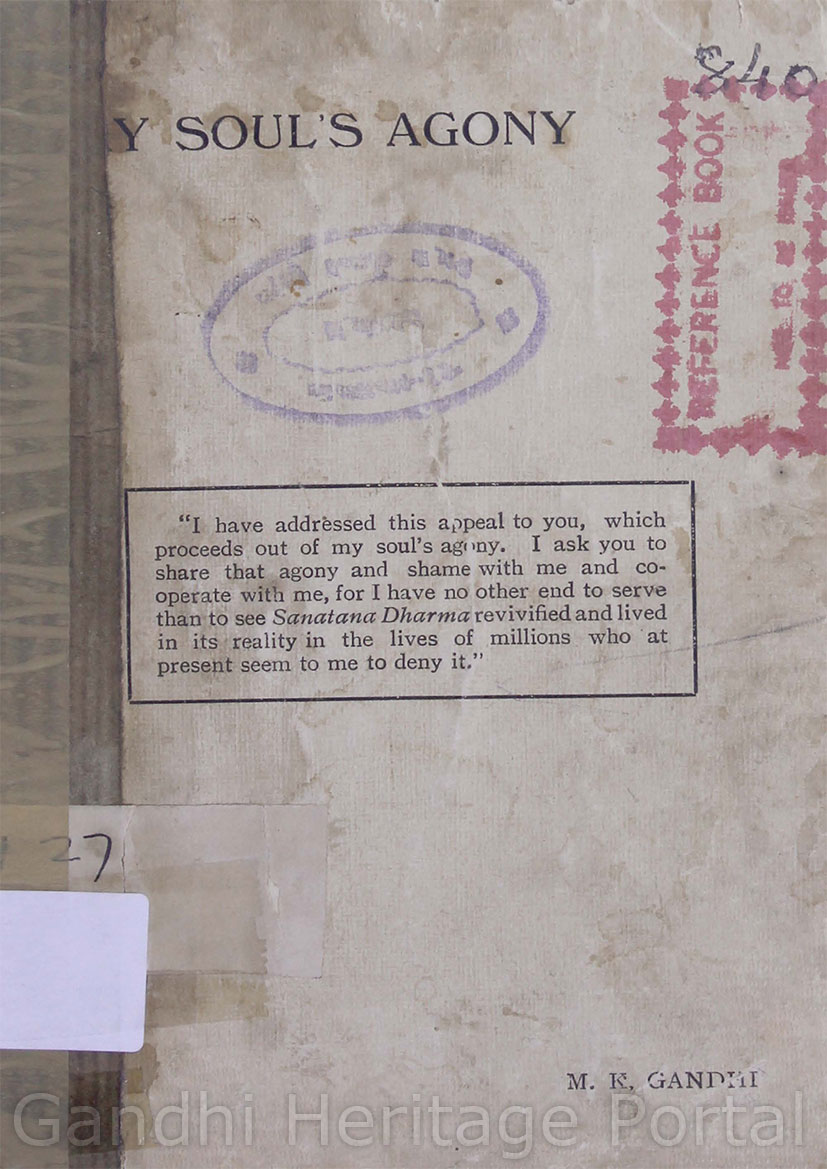 840
Y SOUL'S AGONY
REFERENCE BOOK
"I have addressed this appeal to you, which
proceeds out of my soul's agony. I ask you to
share that agony and shame with me and co-
operate with me, for I have no other end to serve
than to see Sanatana Dharma revivified and lived
in its reality in the lives of millions who at
present seem to me to deny it."
27
M. K. GANDHI
Gandhi Heritage Portal